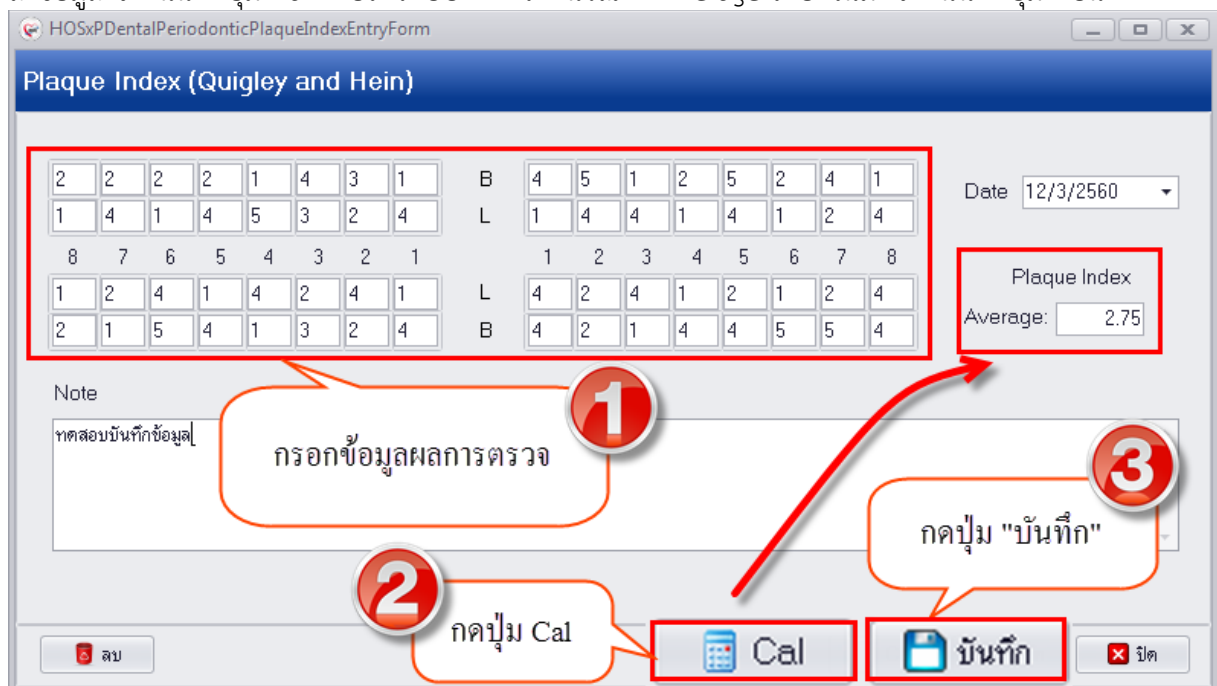 HOSxPDentalPeriodonticPlaqueIndexEntryForm
Plaque Index (Quigley and Hein)
2 2 2 2 1 4 3 1 B 4 5 1 2 5 2 4 1
Date 12/3/2560
1 4 1 4 5 3 2 4 L 1 4 4 1 4 1 2 4
8 7 6 5 4 3 2 1 1 2 3 4 5 6 7 8
Plaque Index
1 2 4 1 4 2 4 1 L 4 2 4 1 2 1 2 4
Average: 2.75
2 1 5 4 1 3 2 4 B 4 2 1 4 4 5 5 4
Note
ทดสอบบันทึกข้อมูล
1
กรอกข้อมูลผลการตรวจ
3
กดปุ่ม "บันทึก"
2
กดปุ่ม Cal
ลบ
Cal
บันทึก
ปิด